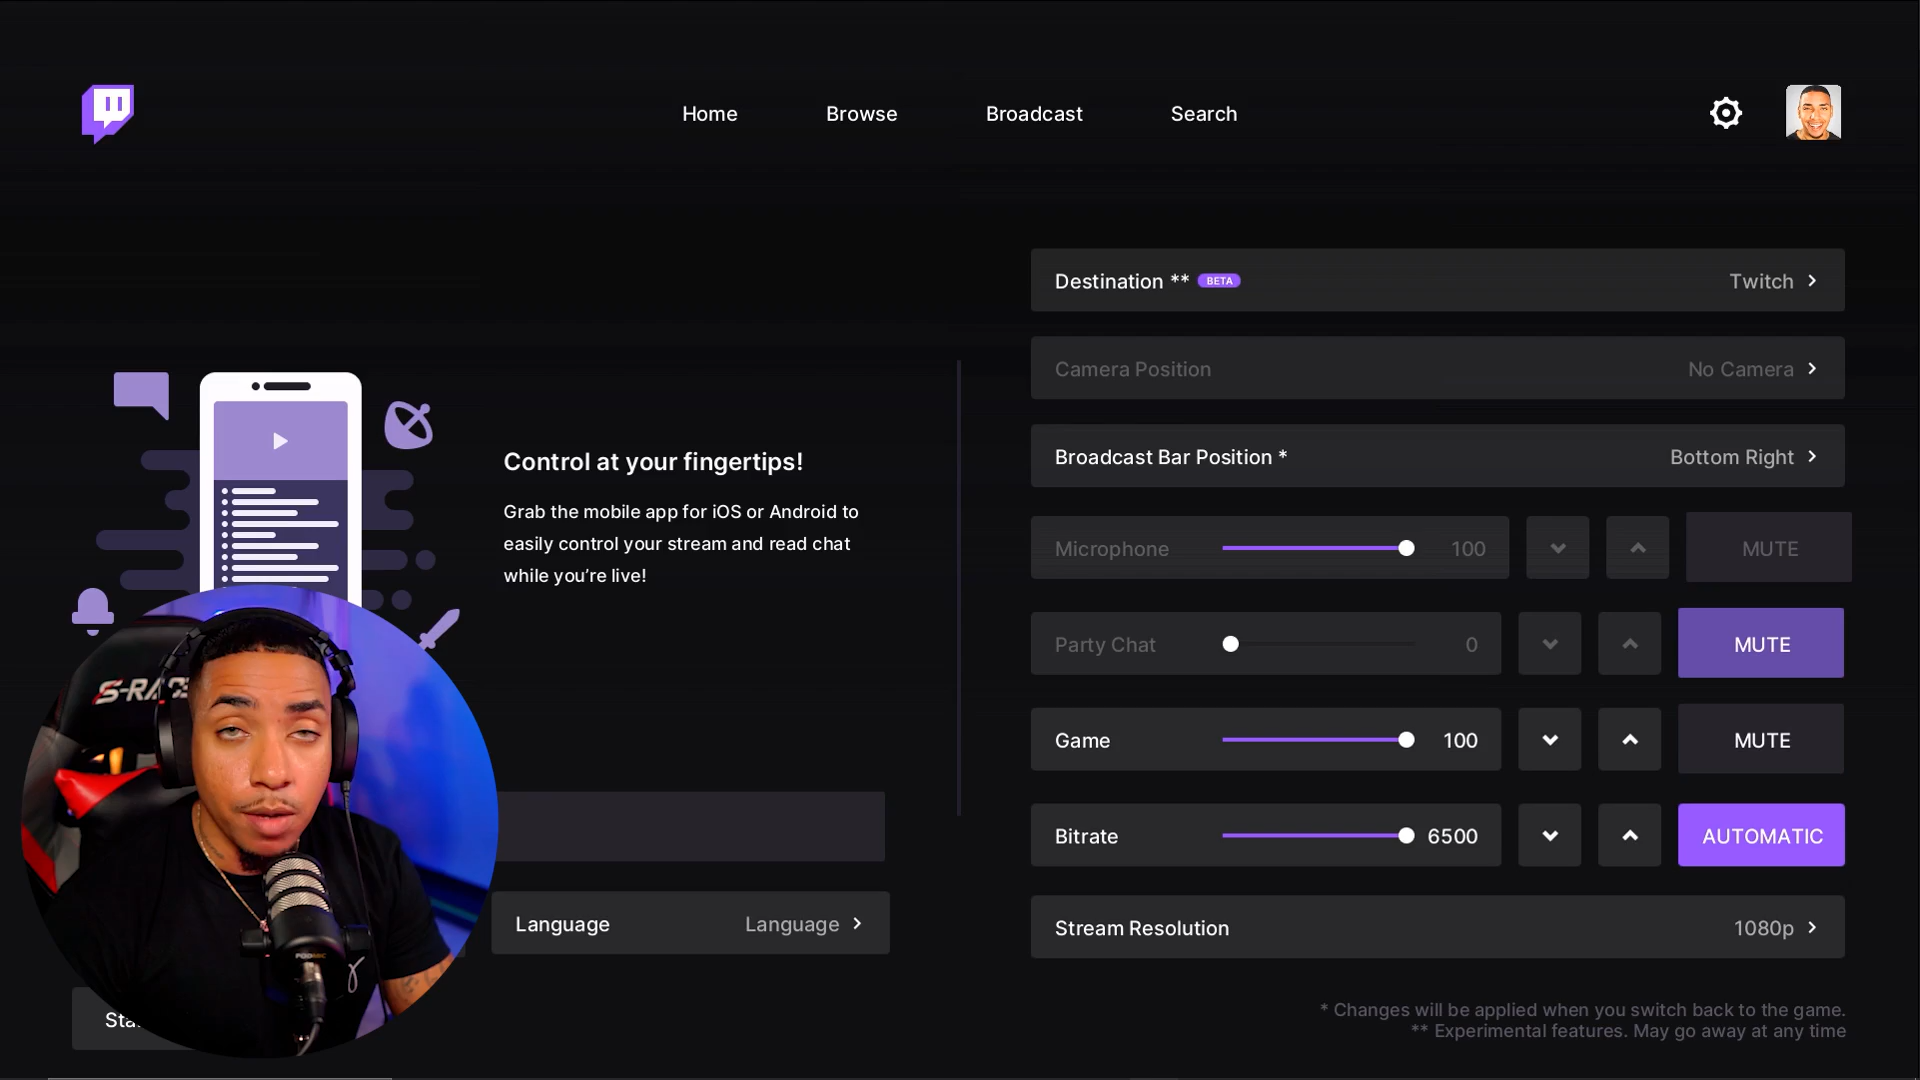 Home Browse Broadcast Search
Destination ** BETA Twitch
Camera Position No Camera
Broadcast Bar Position * Bottom Right
Microphone 100 MUTE
Party Chat 0 MUTE
Game 100 MUTE
Bitrate 6500 AUTOMATIC
Stream Resolution 1080p
* Changes will be applied when you switch back to the game.
** Experimental features. May go away at any time
Control at your fingertips!
Grab the mobile app for iOS or Android to
easily control your stream and read chat
while you’re live!
Language Language
PODMIC